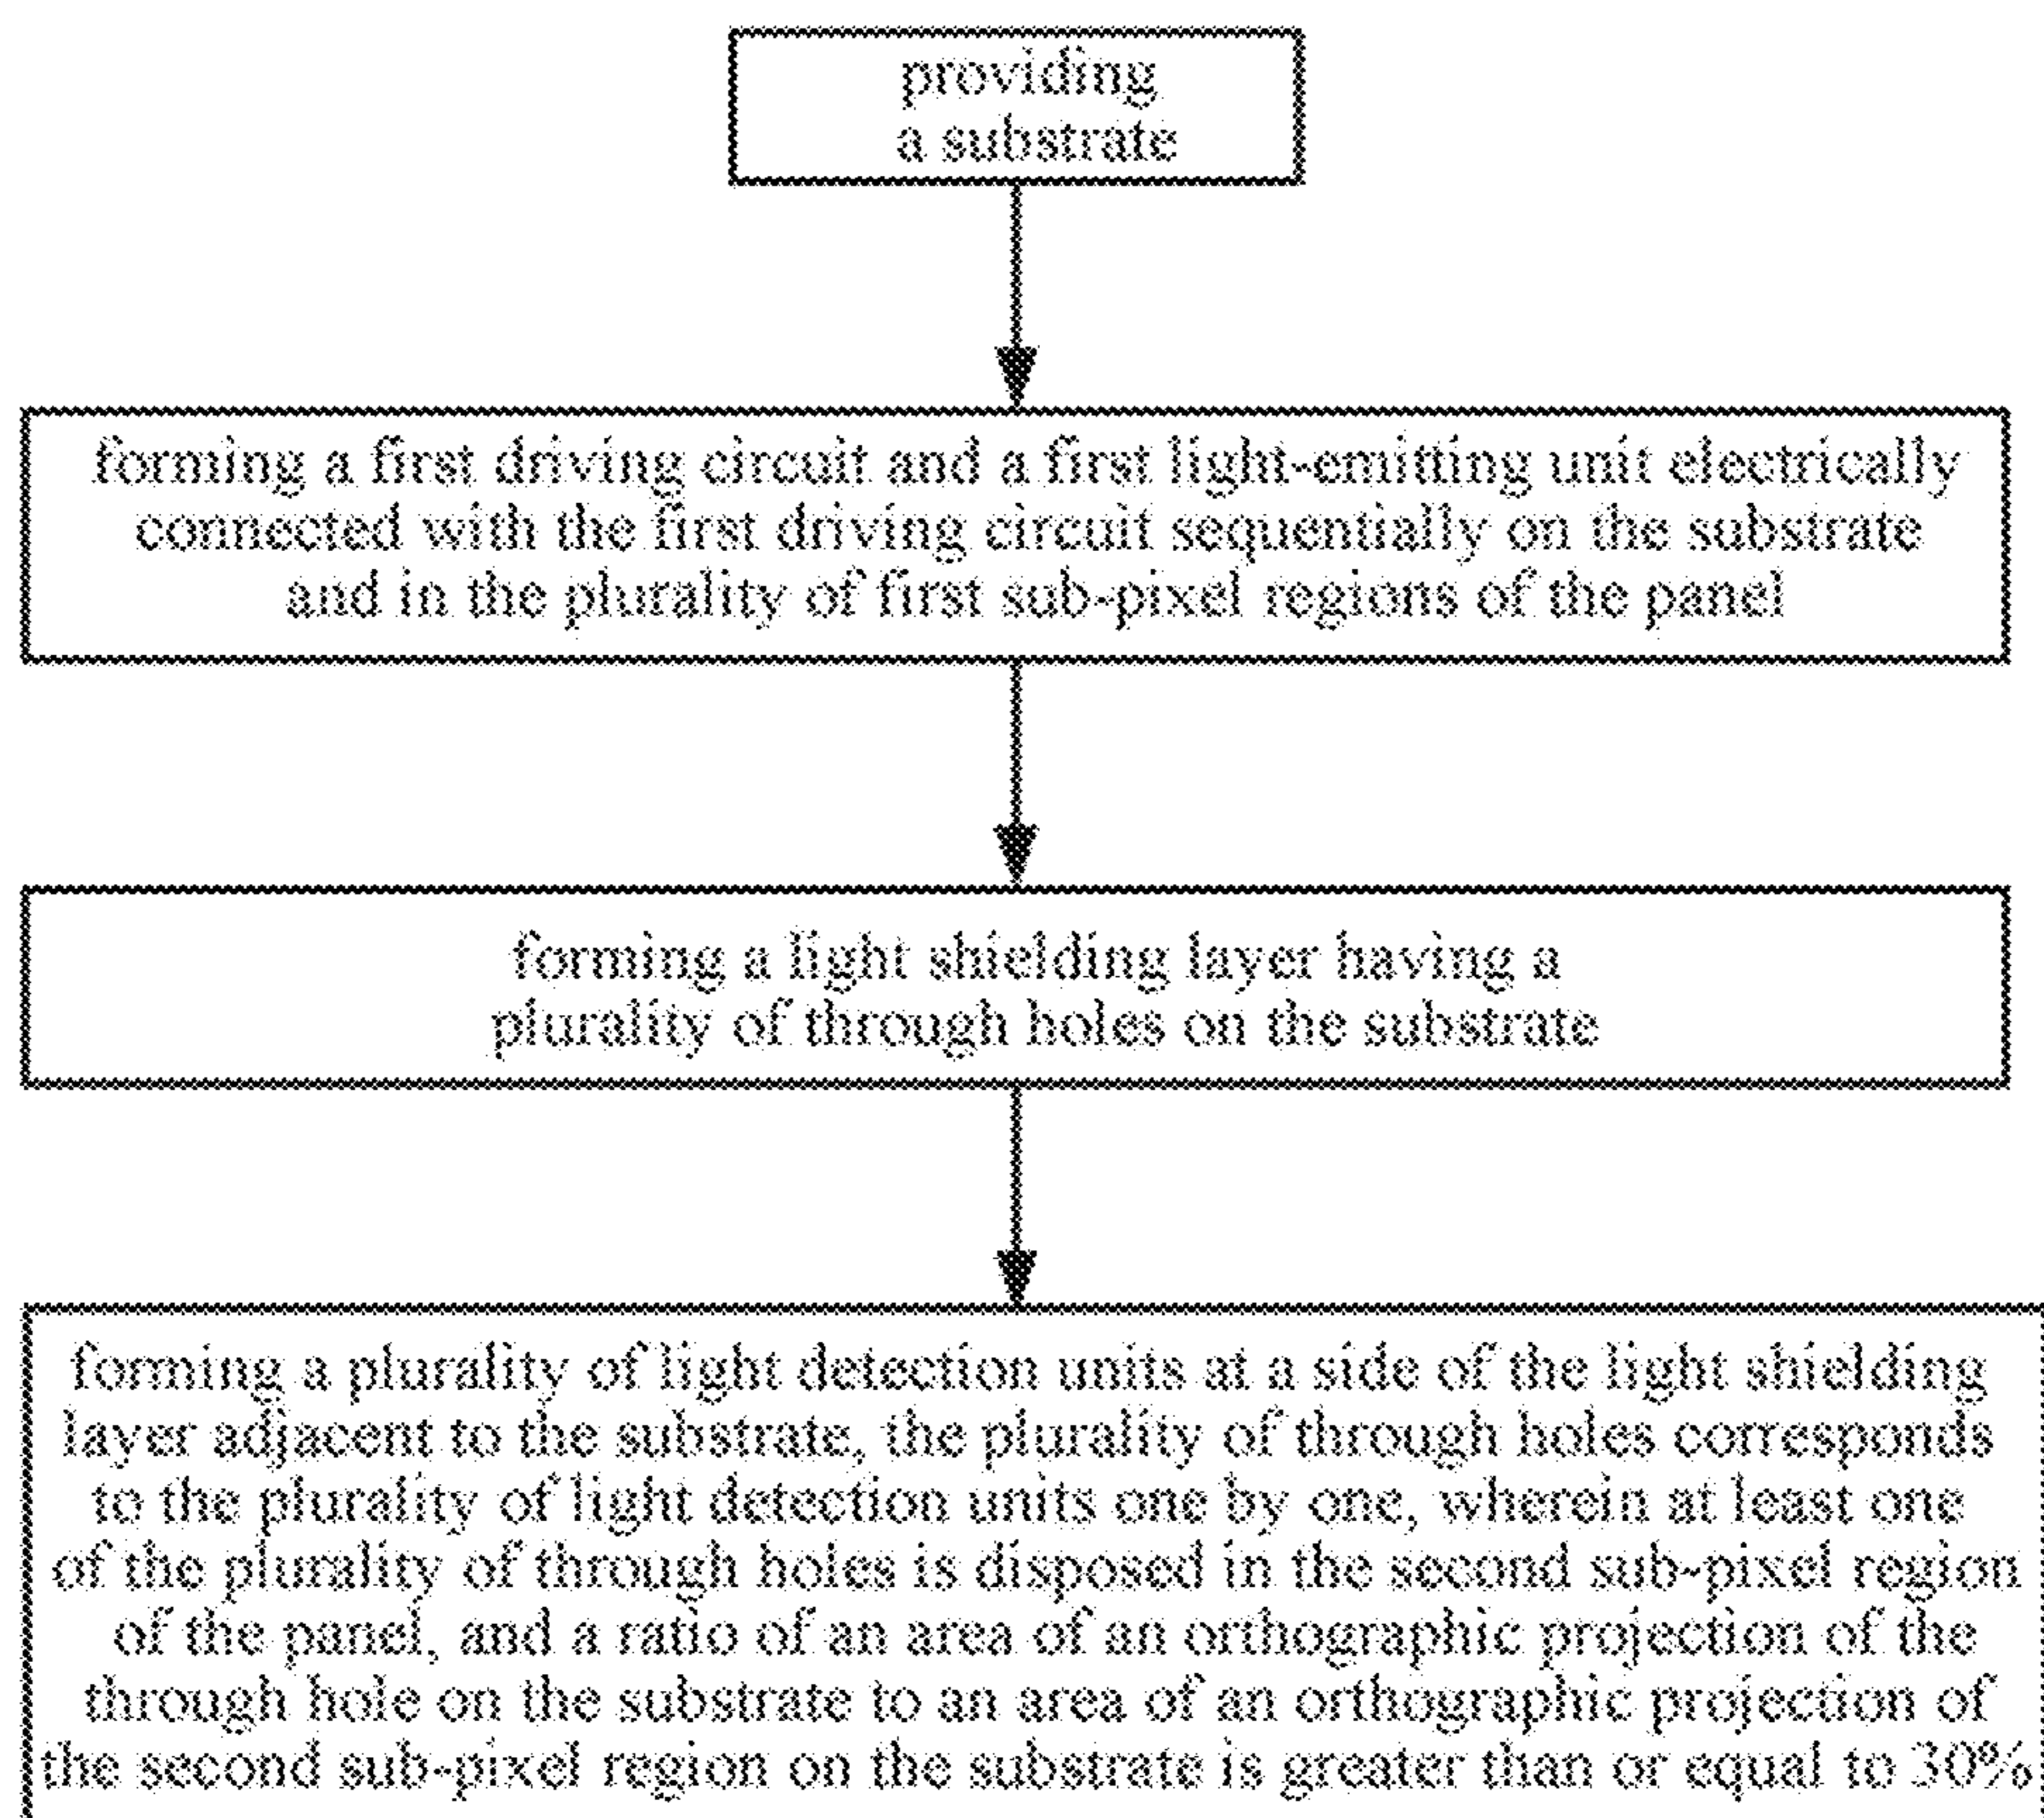 providing
a substrate
forming a first driving circuit and a first light-emitting unit electrically
connected with the first driving circuit sequentially on the substrate
and in the plurality of first sub-pixel regions of the panel
forming a light shielding layer having a
plurality of through holes on the substrate
forming a plurality of light detection units at a side of the light shielding
layer adjacent to the substrate, the plurality of through holes corresponds
to the plurality of light detection units one by one, wherein at least one
of the plurality of through holes is disposed in the second sub-pixel region
of the panel, and a ratio of an area of an orthographic projection of the
through hole on the substrate to an area of an orthographic projection of
the second sub-pixel region on the substrate is greater than or equal to 30%